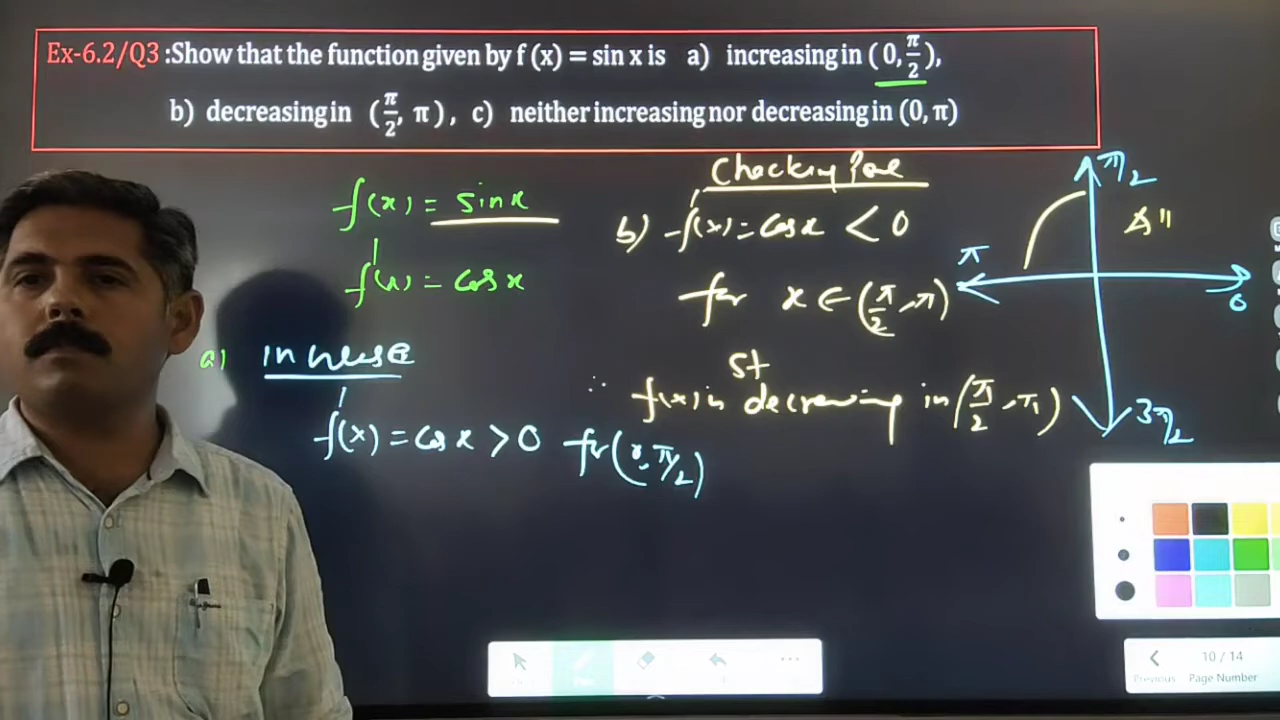 Ex-6.2/Q3 :Show that the function given by f (x) = sin x is a) increasing in (0, π/2),
b) decreasing in (π/2, π), c) neither increasing nor decreasing in (0, π)
f(x) = sin x
f'(x) = cos x
a)
f'(x) = cos x > 0 for (0, π/2)
Checking for
b) f'(x) = cos x < 0
for x ∈ (π/2, π)
st
∴ f(x) is decreasing in (π/2, π)
π/2
π
0
3π/2
10 / 14
Previous Page Number